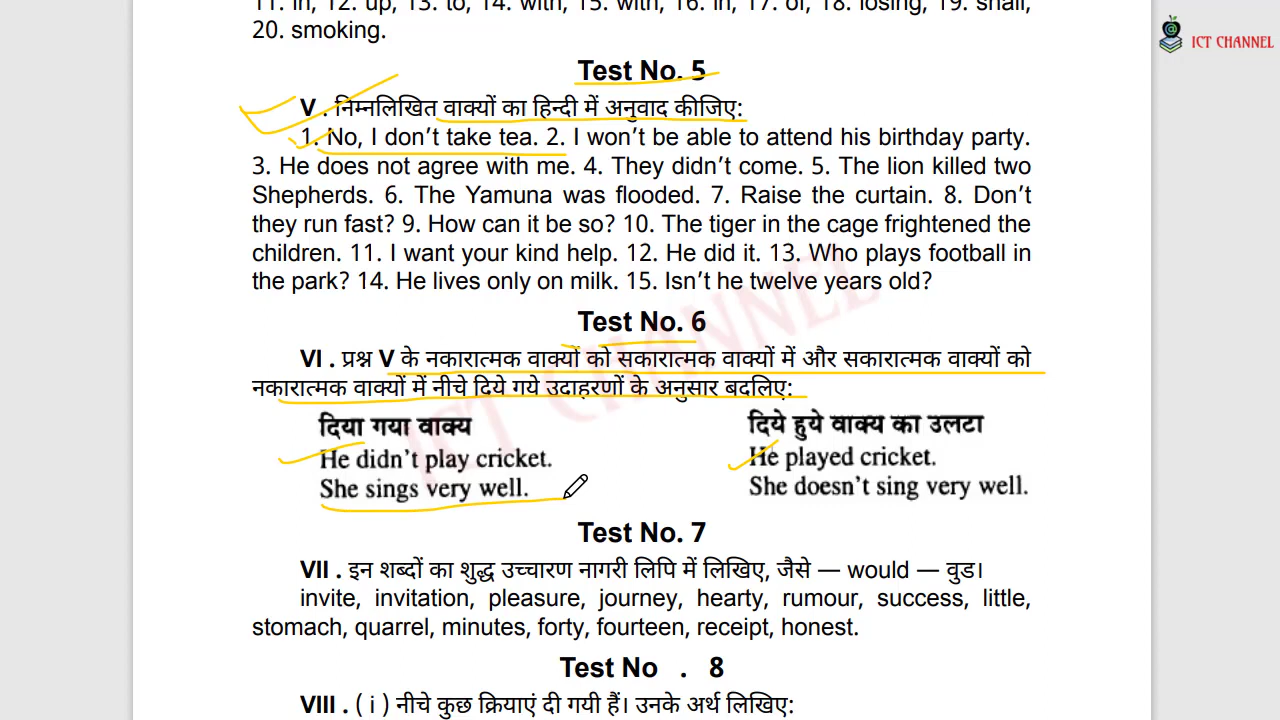 11. in, 12. up, 13. to, 14. with, 15. with, 16. in, 17. of, 18. losing, 19. shall,
20. smoking.
ICT CHANNEL
Test No. 5
V . निम्नलिखित वाक्यों का हिन्दी में अनुवाद कीजिए:
1. No, I don’t take tea. 2. I won’t be able to attend his birthday party.
3. He does not agree with me. 4. They didn’t come. 5. The lion killed two
Shepherds. 6. The Yamuna was flooded. 7. Raise the curtain. 8. Don’t
they run fast? 9. How can it be so? 10. The tiger in the cage frightened the
children. 11. I want your kind help. 12. He did it. 13. Who plays football in
the park? 14. He lives only on milk. 15. Isn’t he twelve years old?
Test No. 6
VI . प्रश्न V के नकारात्मक वाक्यों को सकारात्मक वाक्यों में और सकारात्मक वाक्यों को
नकारात्मक वाक्यों में नीचे दिये गये उदाहरणों के अनुसार बदलिए:
दिया गया वाक्य दिये हुये वाक्य का उलटा
He didn’t play cricket. He played cricket.
She sings very well. She doesn’t sing very well.
ICT CHANNEL
Test No. 7
VII . इन शब्दों का शुद्ध उच्चारण नागरी लिपि में लिखिए, जैसे — would — वुड।
invite, invitation, pleasure, journey, hearty, rumour, success, little,
stomach, quarrel, minutes, forty, fourteen, receipt, honest.
Test No . 8
VIII . ( i ) नीचे कुछ क्रियाएं दी गयी हैं। उनके अर्थ लिखिए: